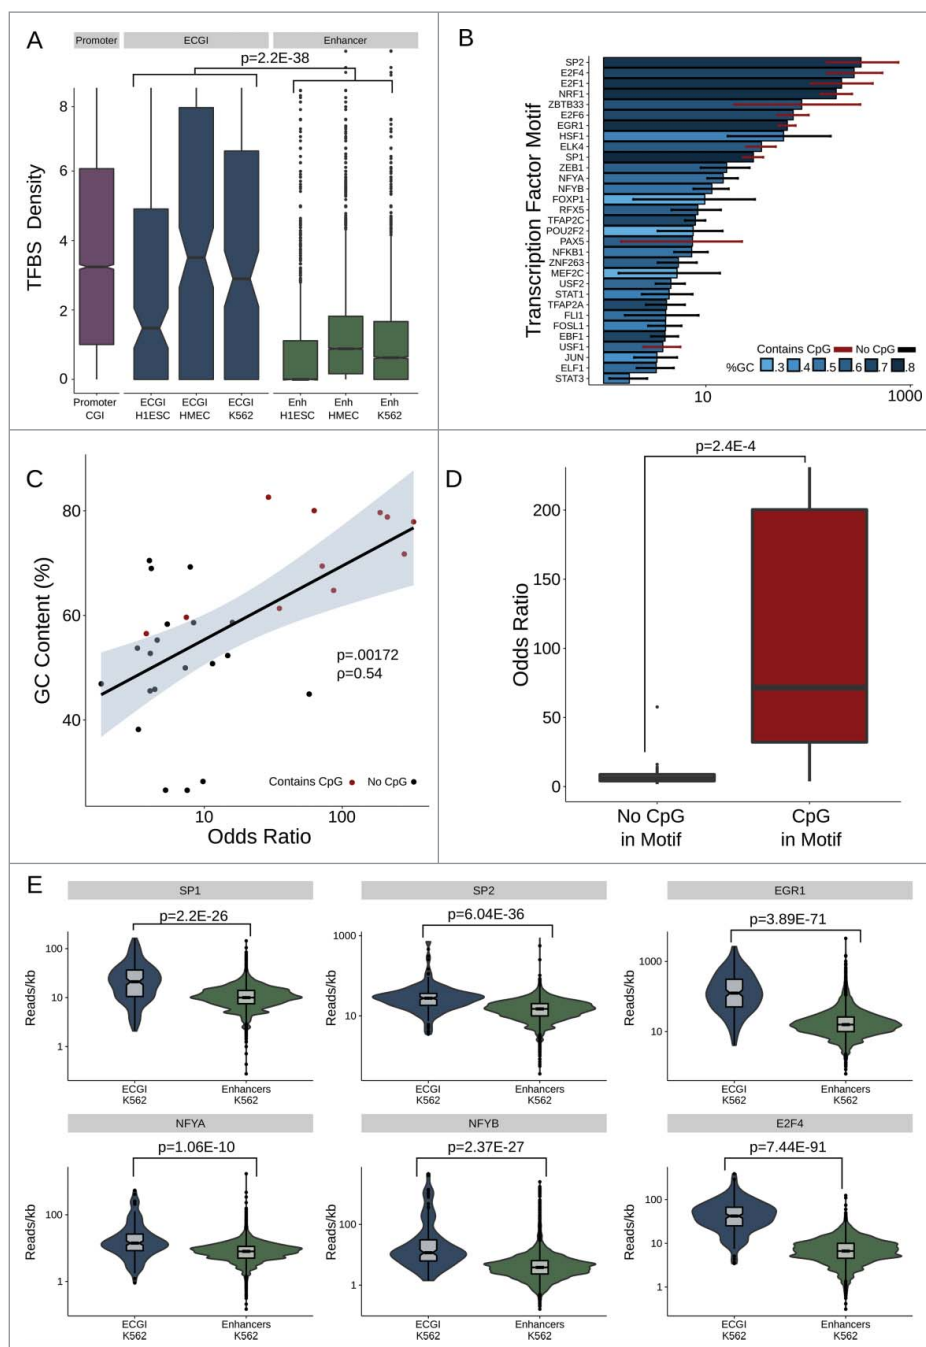 A
Promoter
ECGI
Enhancer
p=2.2E-38
TFBS Density
8
6
4
2
0
Promoter CGI
ECGI H1ESC
ECGI HMEC
ECGI K562
Enh H1ESC
Enh HMEC
Enh K562
B
Transcription Factor Motif
SP2
E2F4
E2F1
NRF1
ZBTB33
E2F6
EGR1
HSF1
ELK4
SP1
ZEB1
NFYA
NFYB
FOXP1
RFX5
TFAP2C
POU2F2
PAX5
NFKB1
ZNF263
MEF2C
USF2
STAT1
TFAP2A
FLI1
FOSL1
EBF1
USF1
JUN
ELF1
STAT3
Contains CpG
No CpG
%GC .3 .4 .5 .6 .7 .8
10
1000
C
GC Content (%)
80
60
40
p=.00172
ρ=0.54
Contains CpG
No CpG
10
100
Odds Ratio
D
p=2.4E-4
Odds Ratio
200
150
100
50
0
No CpG in Motif
CpG in Motif
E
SP1
p=2.2E-26
Reads/kb
100
10
1
ECGI K562
Enhancers K562
SP2
p=6.04E-36
Reads/kb
1000
10
ECGI K562
Enhancers K562
EGR1
p=3.89E-71
Reads/kb
1000
10
ECGI K562
Enhancers K562
NFYA
p=1.06E-10
Reads/kb
100
1
ECGI K562
Enhancers K562
NFYB
p=2.37E-27
Reads/kb
100
1
ECGI K562
Enhancers K562
E2F4
p=7.44E-91
Reads/kb
100
10
1
ECGI K562
Enhancers K562